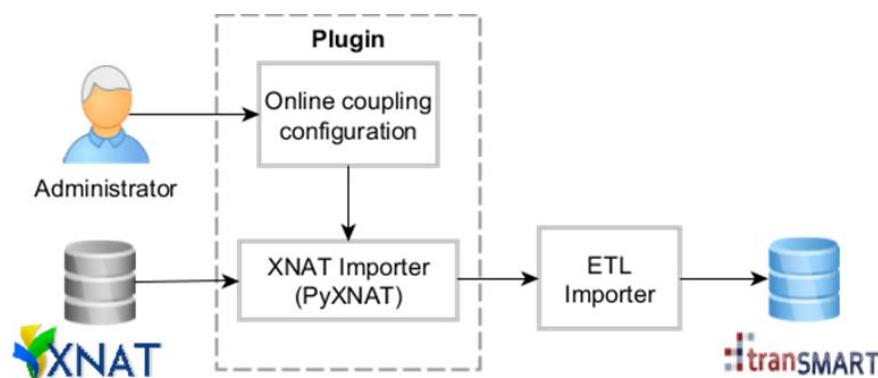 Plugin
Online coupling
configuration
Administrator
XNAT Importer
(PyXNAT)
ETL
Importer
XNAT
tranSMART